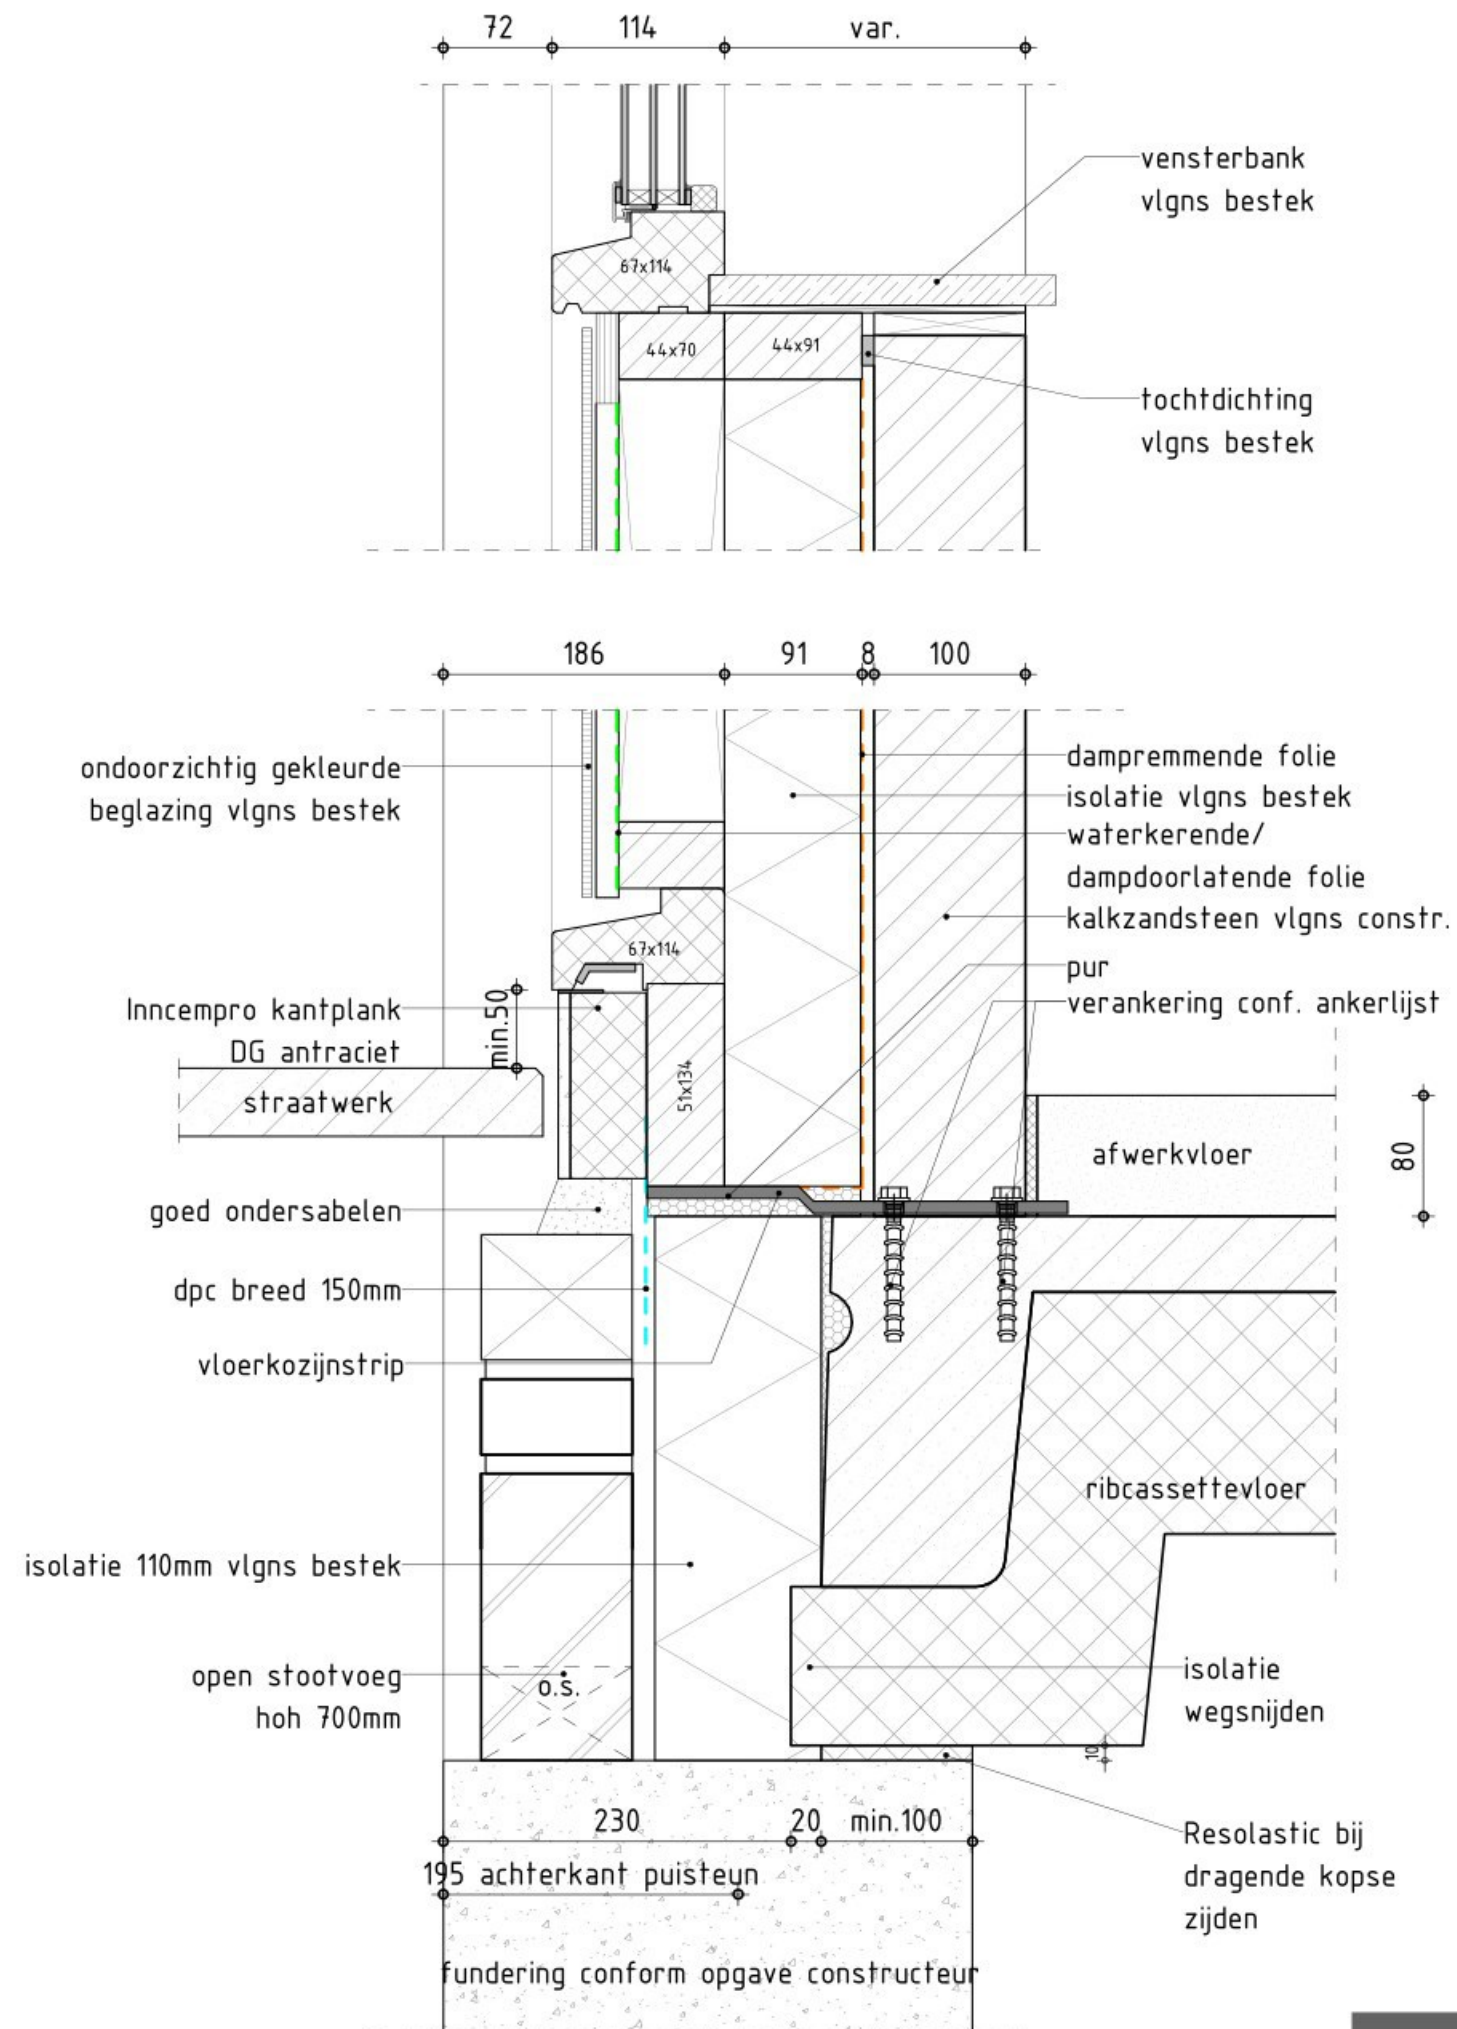 72
114
var.
vensterbank
vlgns bestek
67x114
44x70
44x91
tochtdichting
vlgns bestek
186
91
8
100
ondoorzichtig gekleurde
beglazing vlgns bestek
dampremmende folie
isolatie vlgns bestek
waterkerende/
dampdoorlatende folie
kalkzandsteen vlgns constr.
67x114
pur
verankering conf. ankerlijst
Inncempro kantplank
DG antraciet
min.50
straatwerk
51x134
afwerkvloer
80
goed ondersabelen
dpc breed 150mm
vloerkozijnstrip
ribcassettevloer
isolatie 110mm vlgns bestek
open stootvoeg
hoh 700mm
o.s.
isolatie
wegsnijden
10
230
20
min.100
Resolastic bij
dragende kopse
zijden
195 achterkant puisteun
fundering conform opgave constructeur